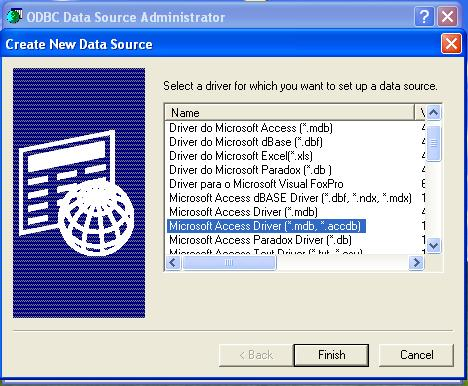 ODBC Data Source Administrator
Create New Data Source
Select a driver for which you want to set up a data source.
Name
Driver do Microsoft Access (*.mdb) 4
Driver do Microsoft dBase (*.dbf) 4
Driver do Microsoft Excel(*.xls) 4
Driver do Microsoft Paradox (*.db ) 4
Driver para o Microsoft Visual FoxPro 6
Microsoft Access dBASE Driver (*.dbf, *.ndx, *.mdx) 1
Microsoft Access Driver (*.mdb) 4
Microsoft Access Driver (*.mdb, *.accdb) 1
Microsoft Access Paradox Driver (*.db) 1
Microsoft Access Text Driver (*.txt, *.csv) 1
< Back Finish Cancel